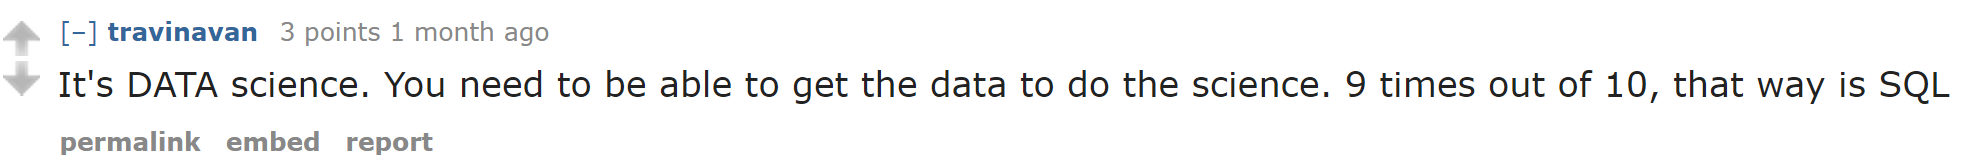 [–] travinavan 3 points 1 month ago
It's DATA science. You need to be able to get the data to do the science. 9 times out of 10, that way is SQL
permalink embed report